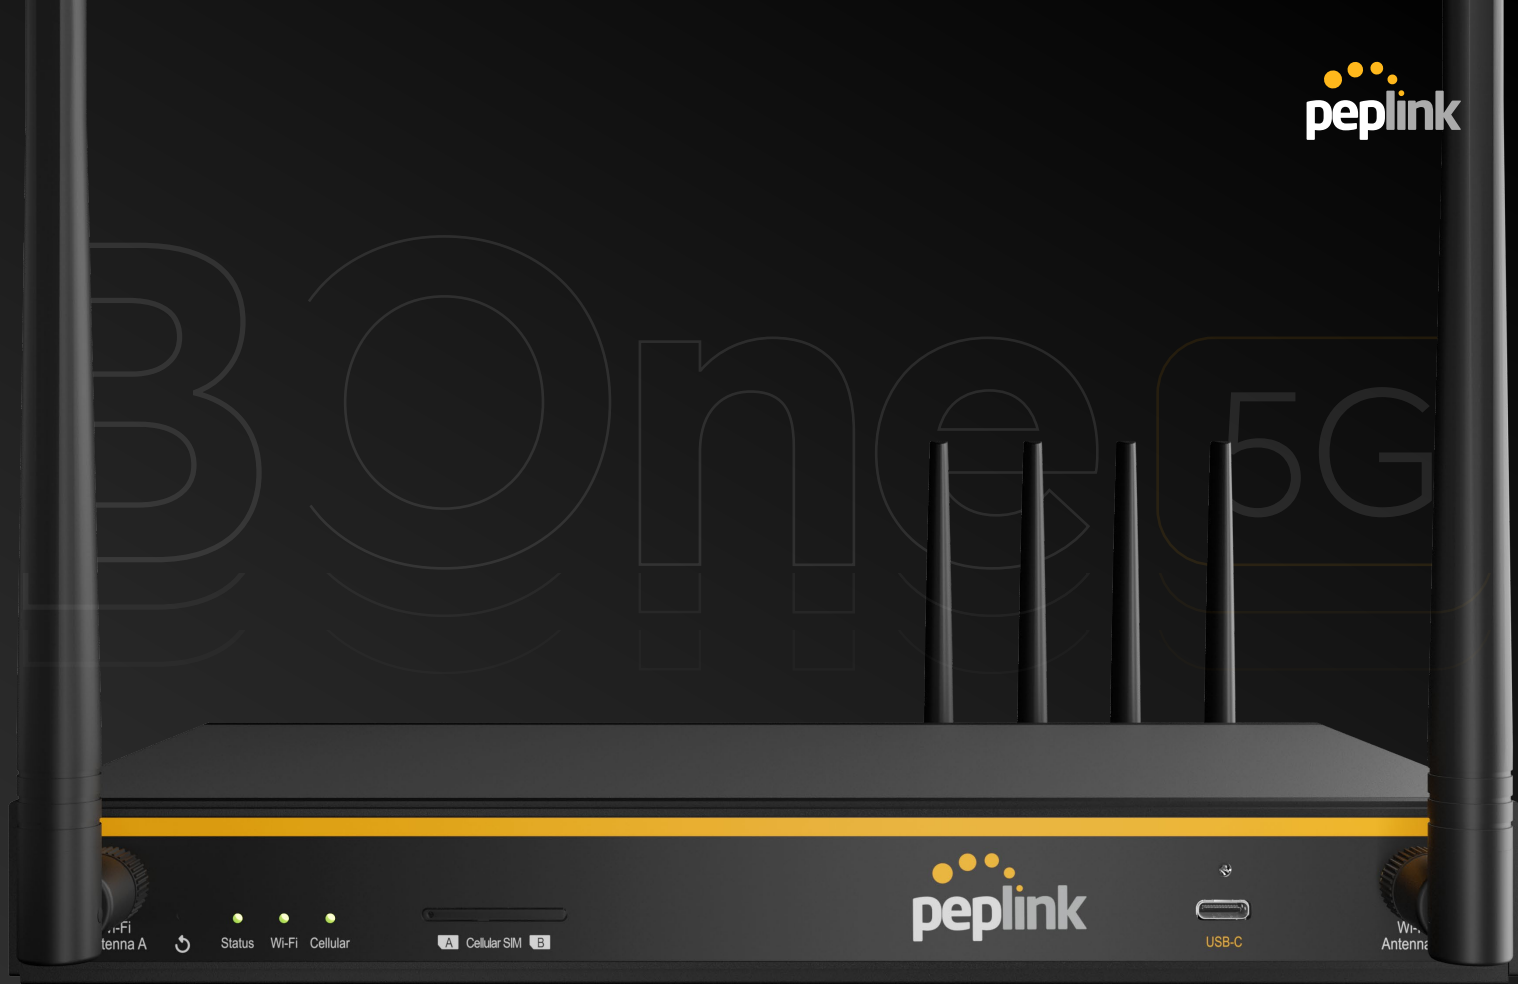 peplink
BOne 5G
peplink
Status Wi-Fi Cellular
A Cellular SIM B
USB-C
Antenna